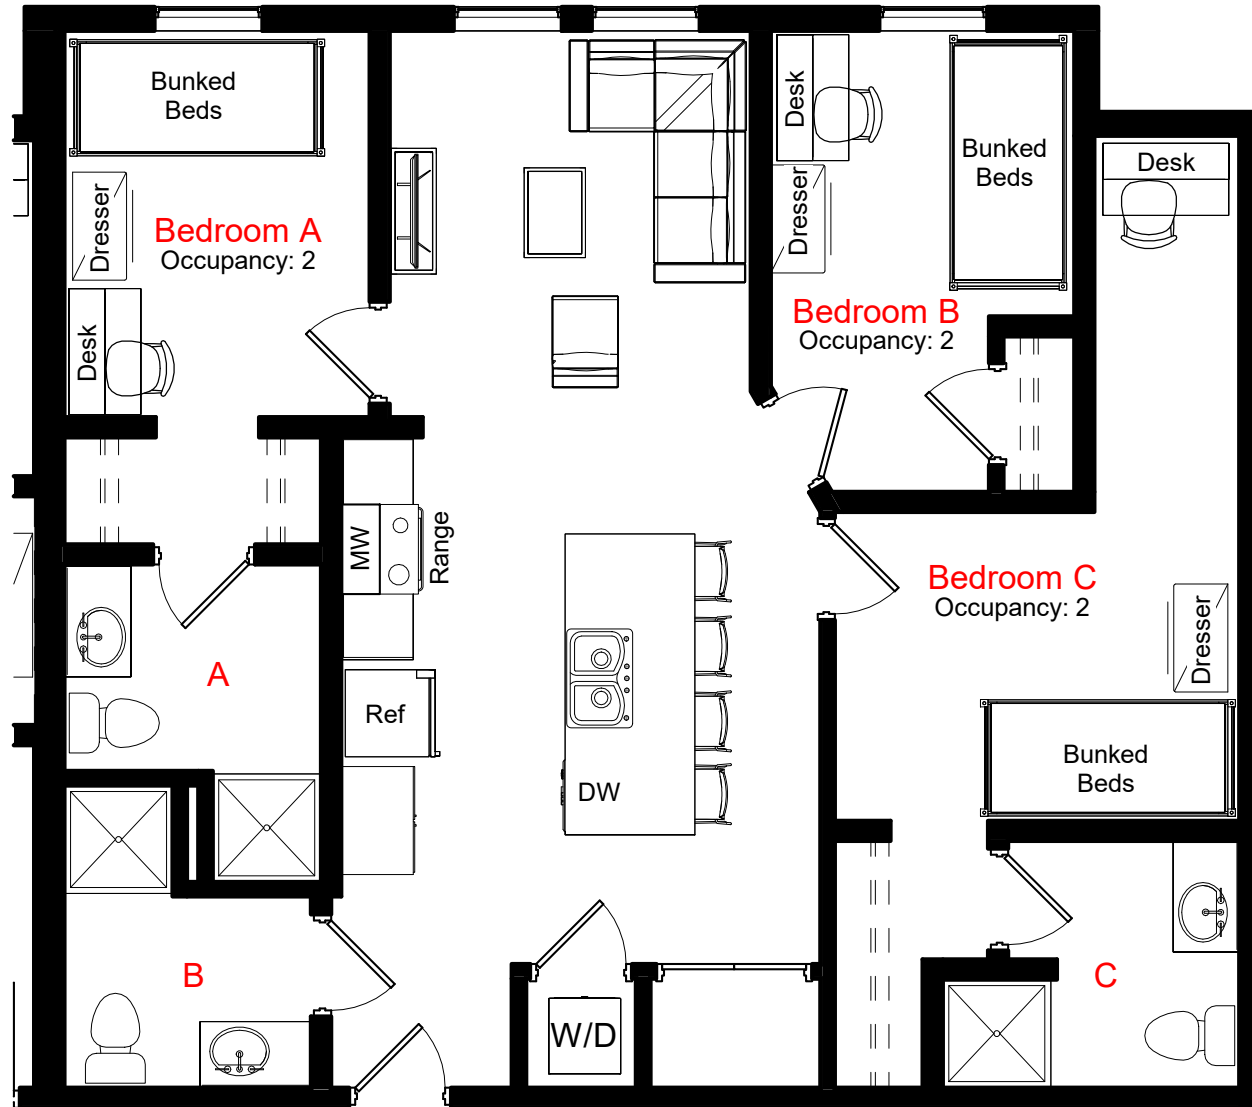 Bunked
Beds
Desk
Bunked
Beds
Desk
Dresser
Bedroom A
Occupancy: 2
Dresser
Bedroom B
Occupancy: 2
Desk
MW
Range
Bedroom C
Occupancy: 2
Dresser
A
Ref
DW
Bunked
Beds
B
C
W/D